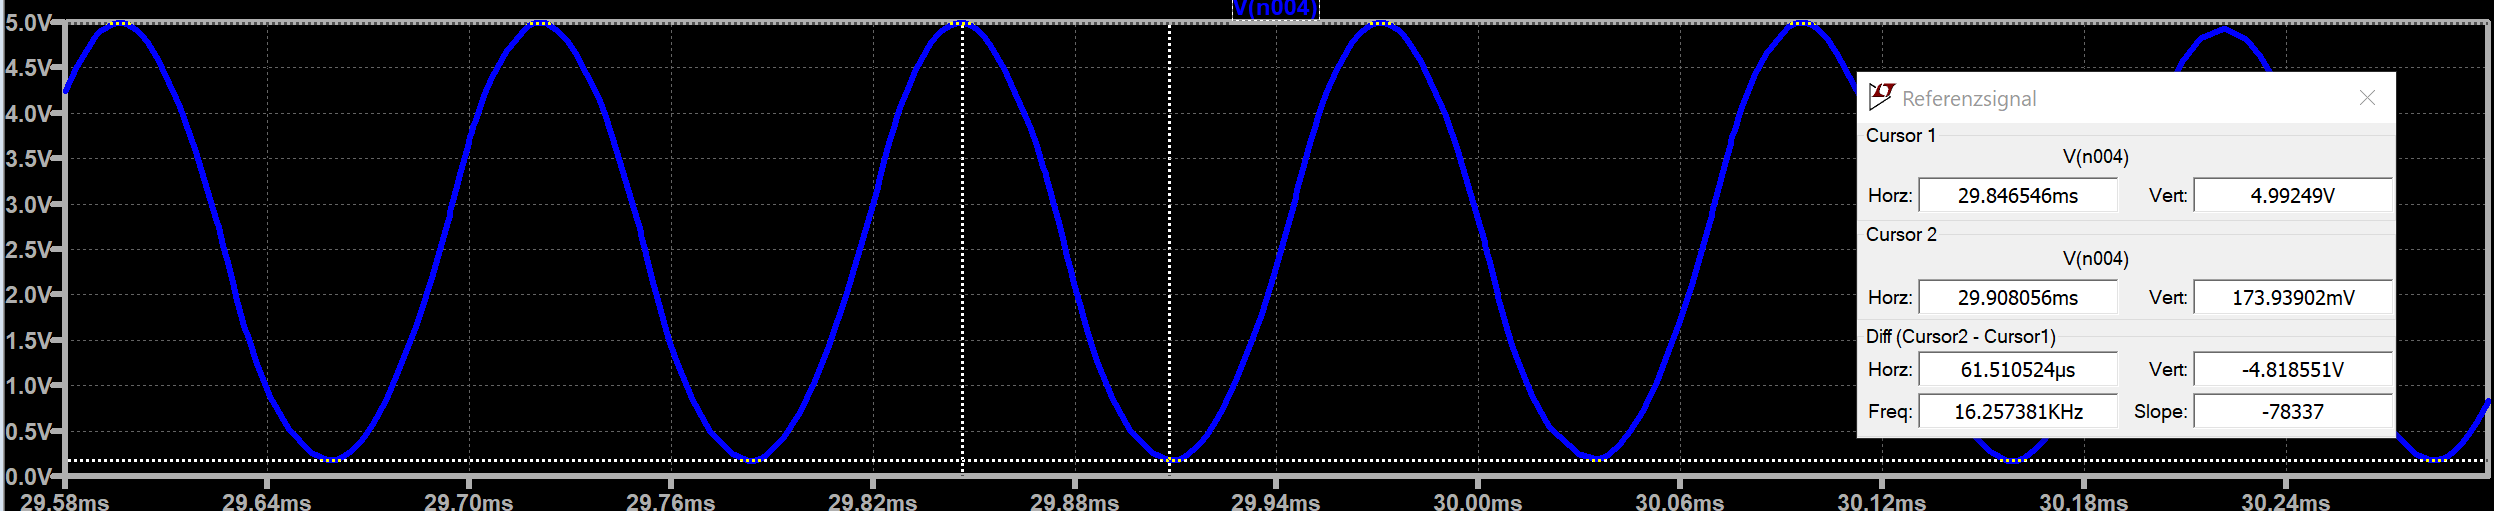 V(n004)
5.0V
4.5V
4.0V
3.5V
3.0V
2.5V
2.0V
1.5V
1.0V
0.5V
0.0V
29.58ms 29.64ms 29.70ms 29.76ms 29.82ms 29.88ms 29.94ms 30.00ms 30.06ms 30.12ms 30.18ms 30.24ms
Referenzsignal
Cursor 1
V(n004)
Horz: 29.846546ms Vert: 4.99249V
Cursor 2
V(n004)
Horz: 29.908056ms Vert: 173.93902mV
Diff (Cursor2 - Cursor1)
Horz: 61.510524µs Vert: -4.818551V
Freq: 16.257381KHz Slope: -78337